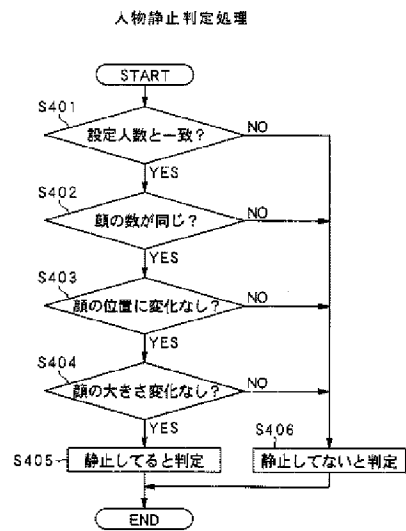 人物静止判定処理
START
S401
設定人数と一致?
NO
YES
S402
顔の数が同じ?
NO
YES
S403
顔の位置に変化なし?
NO
YES
S404
顔の大きさ変化なし?
NO
YES
S405
静止してると判定
S406
静止してないと判定
END